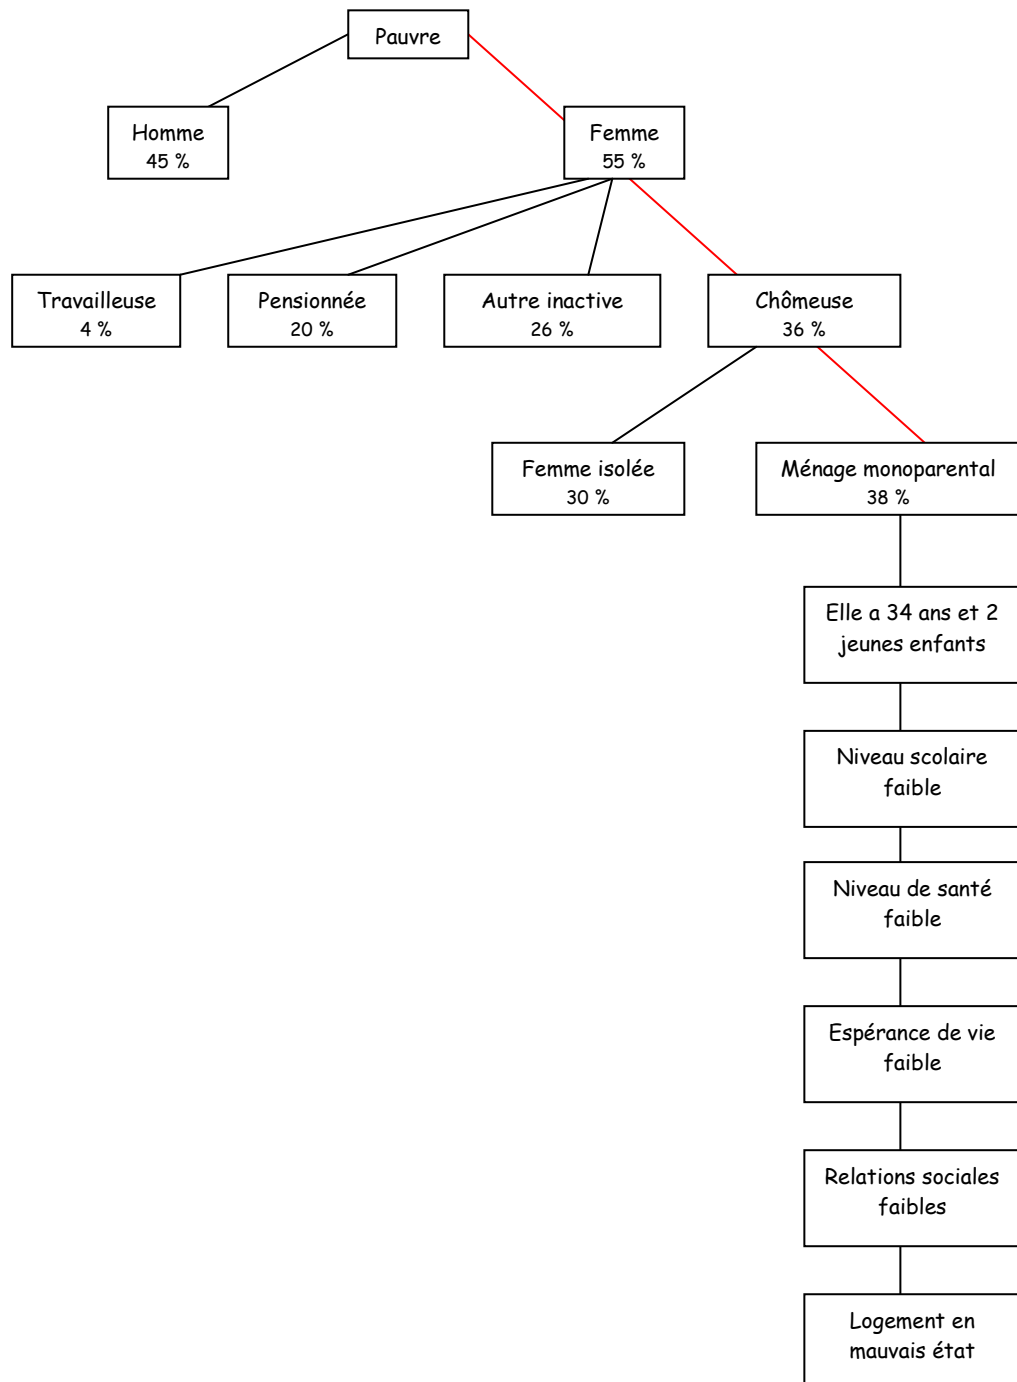 Pauvre
Homme
45 %
Femme
55 %
Travailleuse
4 %
Pensionnée
20 %
Autre inactive
26 %
Chômeuse
36 %
Femme isolée
30 %
Ménage monoparental
38 %
Elle a 34 ans et 2
jeunes enfants
Niveau scolaire
faible
Niveau de santé
faible
Espérance de vie
faible
Relations sociales
faibles
Logement en
mauvais état